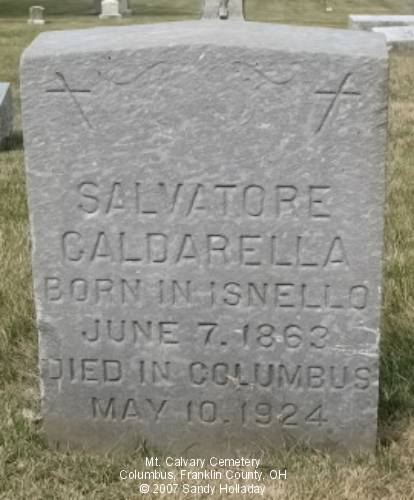 SALVATORE
CALDARELLA
BORN IN ISNELLO
JUNE 7. 1863
DIED IN COLUMBUS
MAY 10. 1924
Mt. Calvary Cemetery
Columbus, Franklin County, OH
© 2007 Sandy Holladay